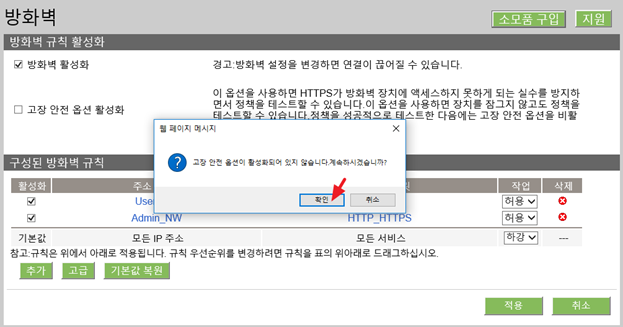 방화벽
소모품 구입
지원
방화벽 규칙 활성화
방화벽 활성화
경고:방화벽 설정을 변경하면 연결이 끊어질 수 있습니다.
고장 안전 옵션 활성화
이 옵션을 사용하면 HTTPS가 방화벽 장치에 액세스하지 못하게 되는 실수를 방지하
면서 정책을 테스트할 수 있습니다.이 옵션을 사용하면 장치를 잠그지 않고도 정책을
테스트할 수 있습니다.정책을 성공적으로 테스트한 다음에는 고장 안전 옵션을 비활
웹 페이지 메시지
고장 안전 옵션이 활성화되어 있지 않습니다.계속하시겠습니까?
확인
취소
구성된 방화벽 규칙
활성화 주소 작업 삭제
User 허용
Admin_NW HTTP_HTTPS 허용
기본값 모든 IP 주소 모든 서비스 하강 ---
참고:규칙은 위에서 아래로 적용됩니다. 규칙 우선순위를 변경하려면 규칙을 표의 위아래로 드래그하십시오.
추가
고급
기본값 복원
적용
취소